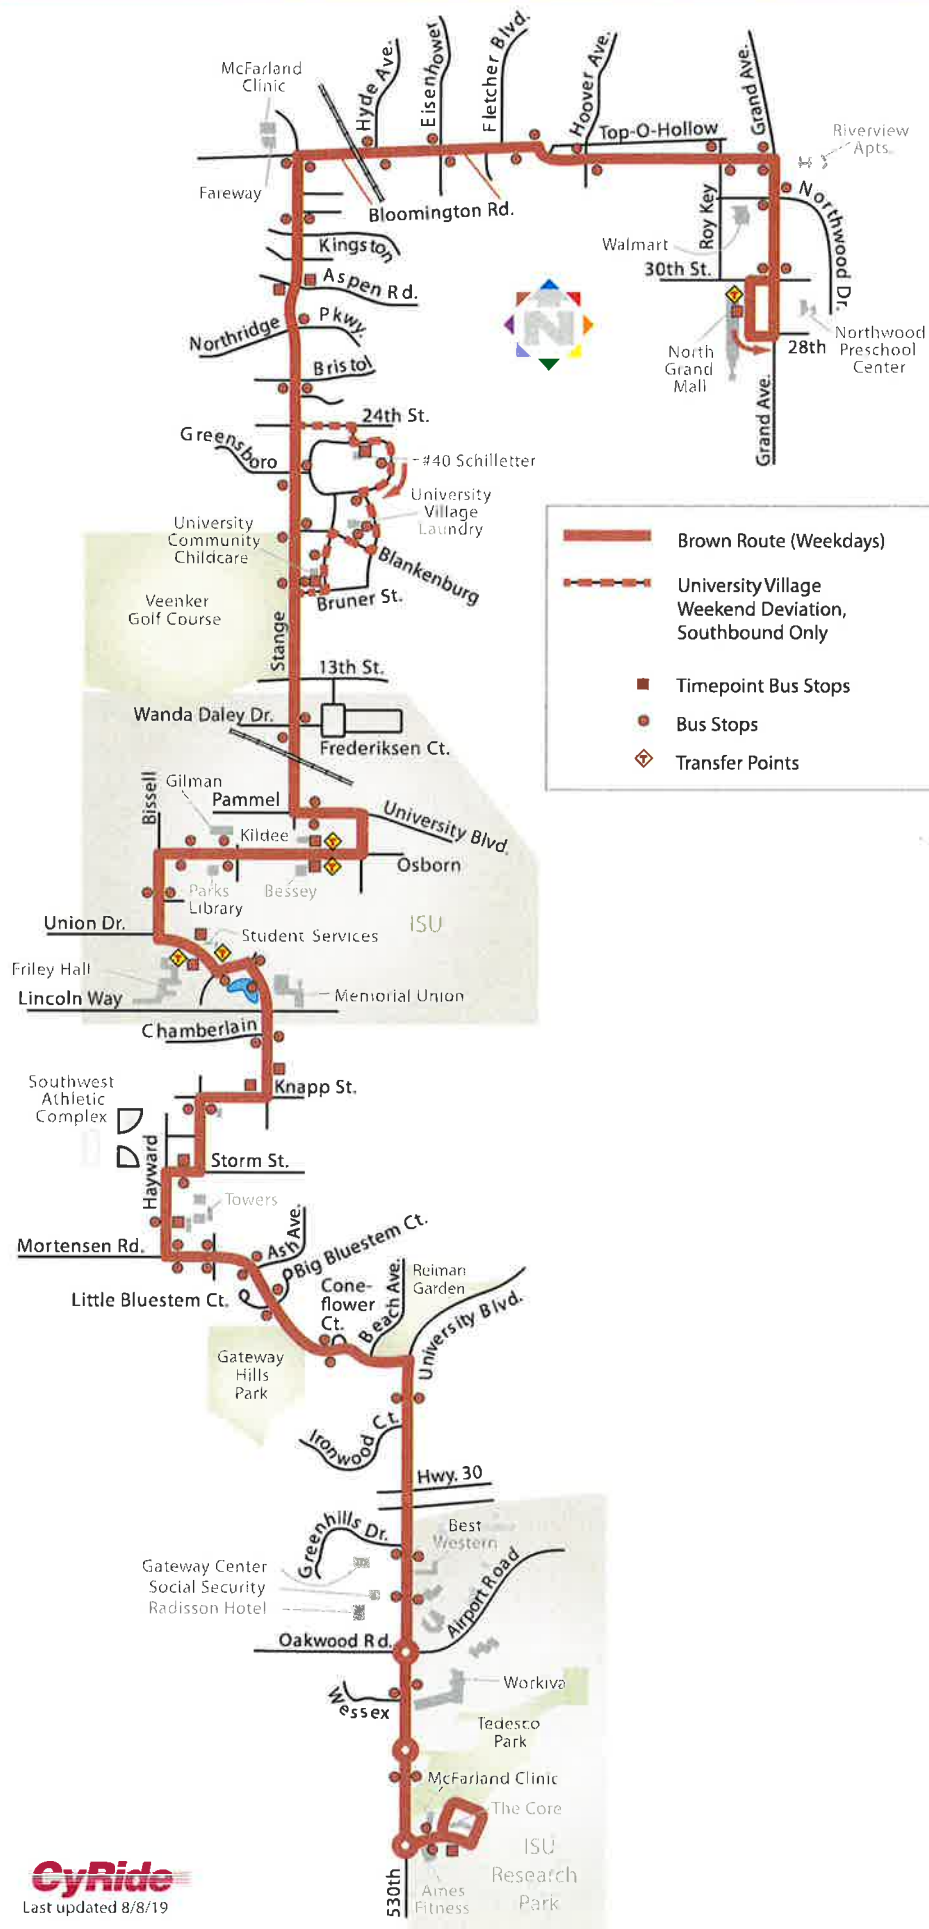 McFarland
Clinic
Hyde Ave.
Eisenhower
Fletcher Blvd.
Hoover Ave.
Top-O-Hollow
Grand Ave.
Riverview
Apts.
Fareway
Bloomington Rd.
Roy Key
Northwood Dr.
Walmart
Kingston
30th St.
Aspen Rd.
N
Northridge Pkwy.
North
Grand
Mall
28th
Northwood
Preschool
Center
Bristol
Grand Ave.
24th St.
Greensboro
#40 Schilletter
University
Village
Laundry
University
Community
Childcare
Blankenburg
Bruner St.
Veenker
Golf Course
Stange
Brown Route (Weekdays)
University Village
Weekend Deviation,
Southbound Only
Timepoint Bus Stops
Bus Stops
T Transfer Points
13th St.
Wanda Daley Dr.
Frederiksen Ct.
Bissell
Gilman
Pammel
University Blvd.
Kildee
Osborn
Parks
Library
Bessey
Union Dr.
Student Services
ISU
Friley Hall
Lincoln Way
Memorial Union
Chamberlain
Knapp St.
Southwest
Athletic
Complex
Hayward
Storm St.
Towers
Mortensen Rd.
Ash Ave.
Big Bluestem Ct.
Little Bluestem Ct.
Cone-
flower
Ct.
Beach Ave.
Reiman
Garden
University Blvd.
Gateway
Hills
Park
Ironwood Ct.
Hwy. 30
Greenhills Dr.
Best
Western
Gateway Center
Social Security
Radisson Hotel
Airport Road
Oakwood Rd.
Wessex
Workiva
Tedesco
Park
McFarland Clinic
The Core
ISU
Research
Park
530th
Ames
Fitness
CyRide
Last updated 8/8/19